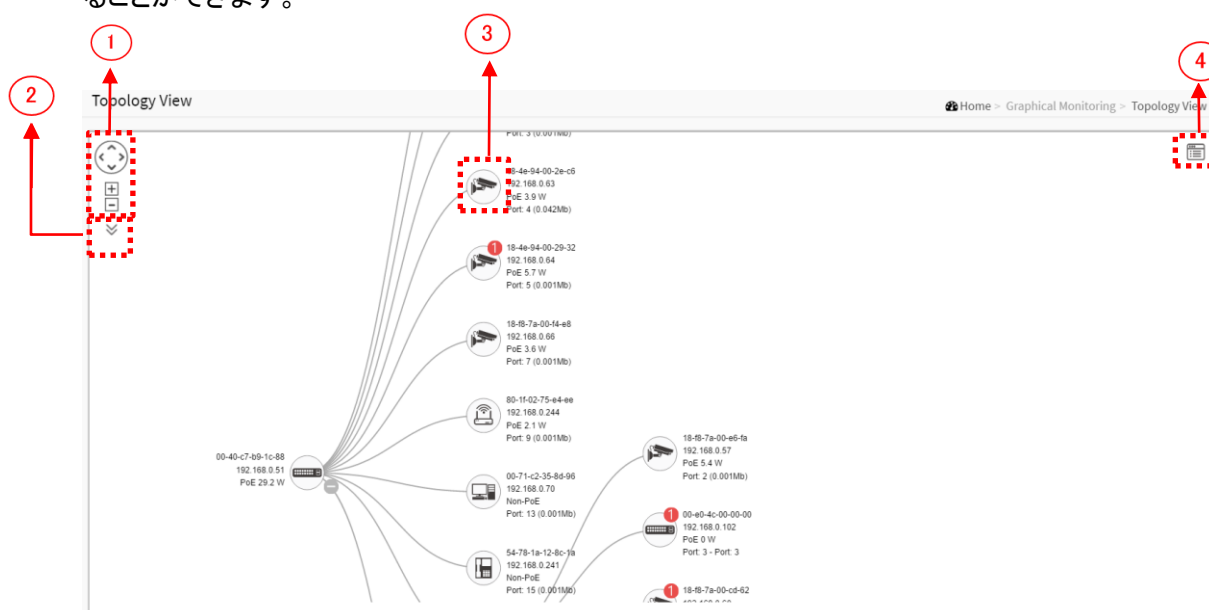 ることができます。
1
3
4
2
Topology View
Home > Graphical Monitoring > Topology View
Port: 3 (0.001Mb)
18-4e-94-00-2e-c6
192.168.0.63
PoE 3.9 W
Port: 4 (0.042Mb)
1
18-4e-94-00-29-32
192.168.0.64
PoE 5.7 W
Port: 5 (0.001Mb)
18-f8-7a-00-f4-e8
192.168.0.66
PoE 3.6 W
Port: 7 (0.001Mb)
80-1f-02-75-e4-ee
192.168.0.244
PoE 2.1 W
Port: 9 (0.001Mb)
00-40-c7-b9-1c-88
192.168.0.51
PoE 29.2 W
18-f8-7a-00-e6-fa
192.168.0.57
PoE 5.4 W
Port: 2 (0.001Mb)
00-71-c2-35-8d-96
192.168.0.70
Non-PoE
Port: 13 (0.001Mb)
1
00-e0-4c-00-00-00
192.168.0.102
PoE 0 W
Port: 3 - Port: 3
54-78-1a-12-8c-1a
192.168.0.241
Non-PoE
Port: 15 (0.001Mb)
1
18-f8-7a-00-cd-62